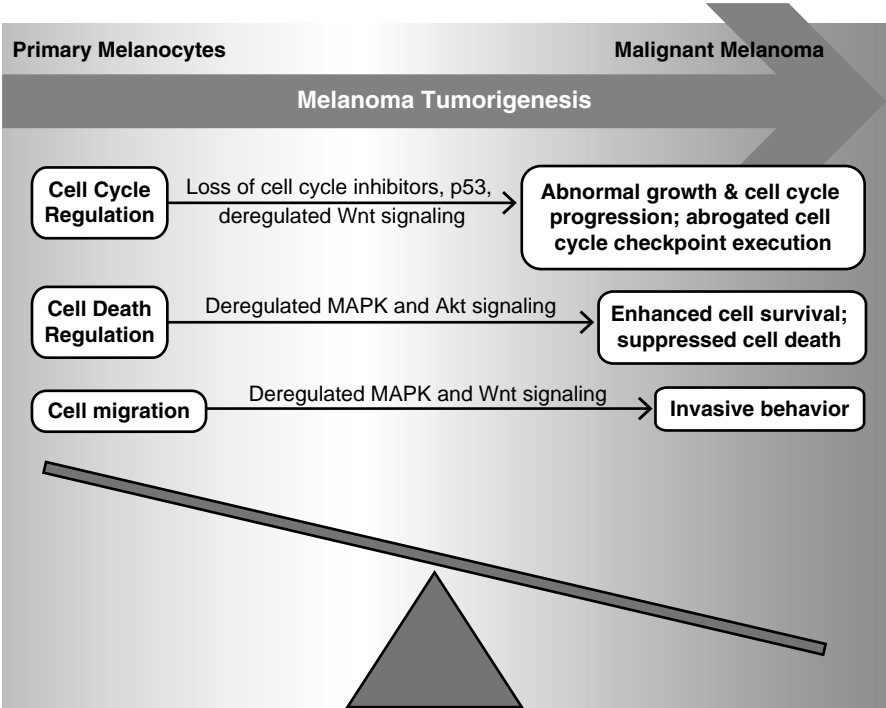 Primary Melanocytes
Malignant Melanoma
Melanoma Tumorigenesis
Cell Cycle
Regulation
Loss of cell cycle inhibitors, p53,
deregulated Wnt signaling
Abnormal growth & cell cycle
progression; abrogated cell
cycle checkpoint execution
Cell Death
Regulation
Deregulated MAPK and Akt signaling
Enhanced cell survival;
suppressed cell death
Cell migration
Deregulated MAPK and Wnt signaling
Invasive behavior